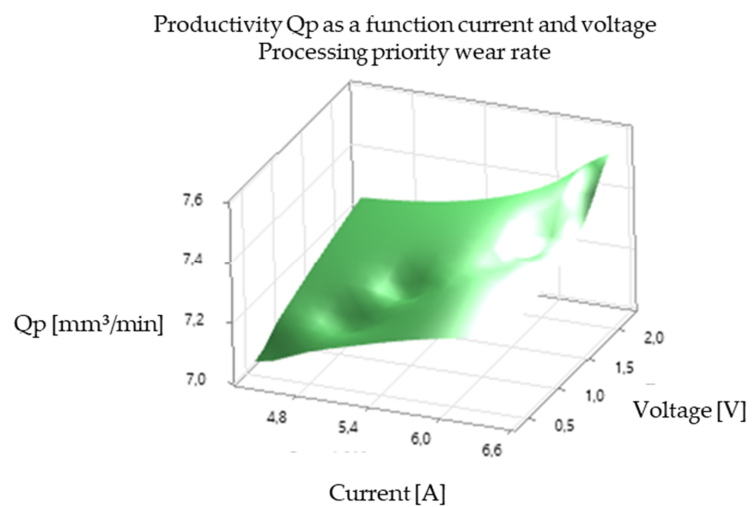 Productivity Qp as a function current and voltage
Processing priority wear rate
7,6
7,4
Qp [mm³/min]
7,2
7,0
4,8
5,4
6,0
6,6
0,5
1,0
1,5
2,0
Voltage [V]
Current [A]